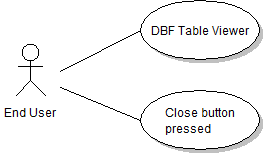 DBF Table Viewer
End User
Close button
pressed